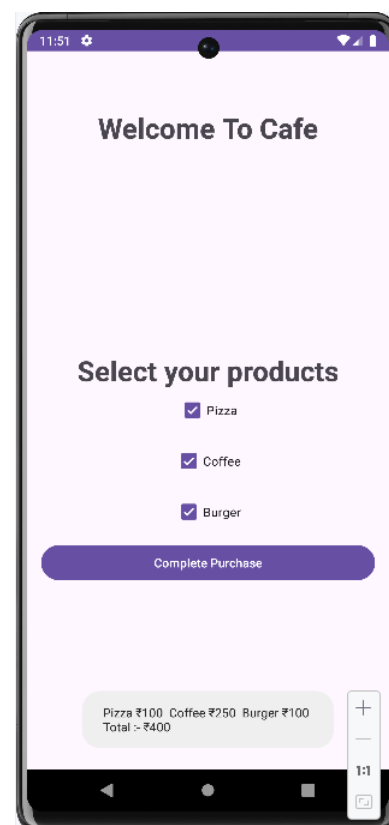 11:51
Welcome To Cafe
Select your products
Pizza
Coffee
Burger
Complete Purchase
Pizza ₹100 Coffee ₹250 Burger ₹100
Total :- ₹400
1:1